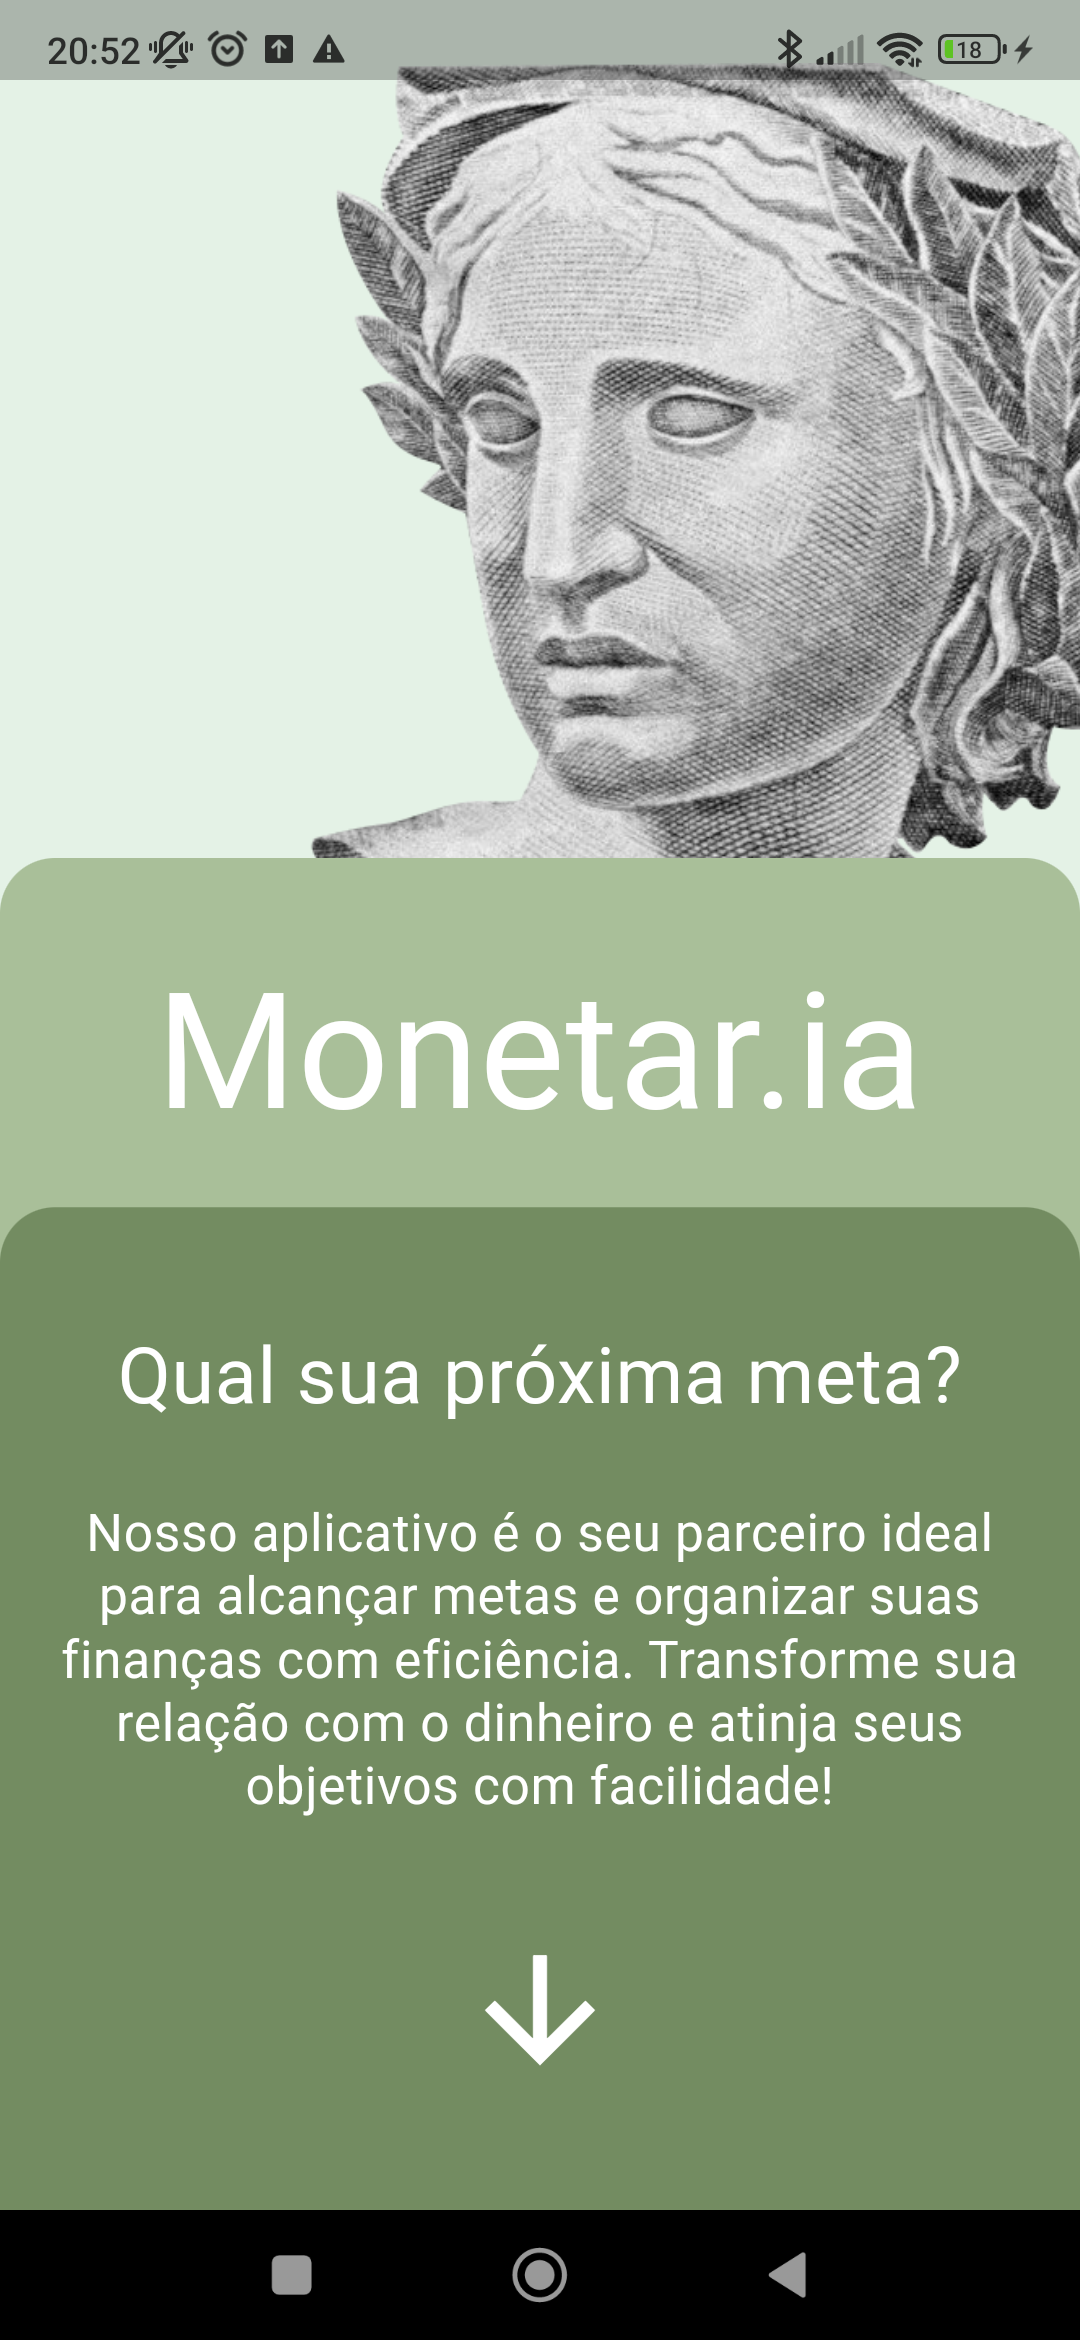 20:52
18
Monetar.ia
Qual sua próxima meta?
Nosso aplicativo é o seu parceiro ideal
para alcançar metas e organizar suas
finanças com eficiência. Transforme sua
relação com o dinheiro e atinja seus
objetivos com facilidade!